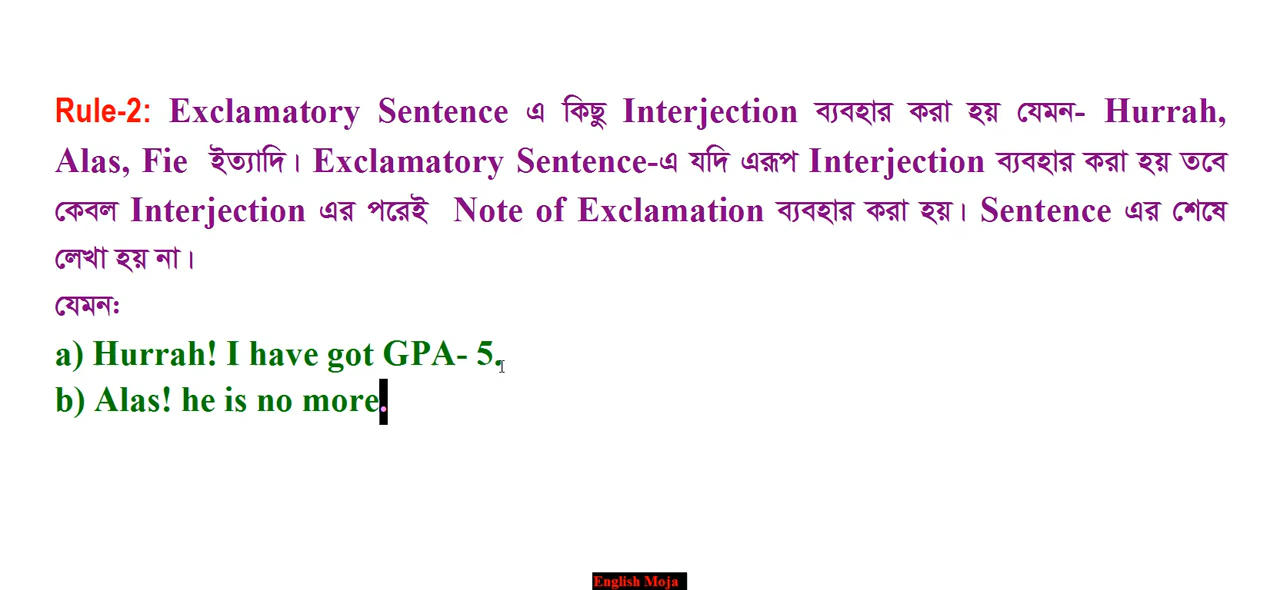 Rule-2: Exclamatory Sentence এ কিছু Interjection ব্যবহার করা হয় যেমন- Hurrah,
Alas, Fie ইত্যাদি। Exclamatory Sentence-এ যদি এরূপ Interjection ব্যবহার করা হয় তবে
কেবল Interjection এর পরেই Note of Exclamation ব্যবহার করা হয়। Sentence এর শেষে
লেখা হয় না।
যেমন:
a) Hurrah! I have got GPA- 5.
b) Alas! he is no more.
English Moja